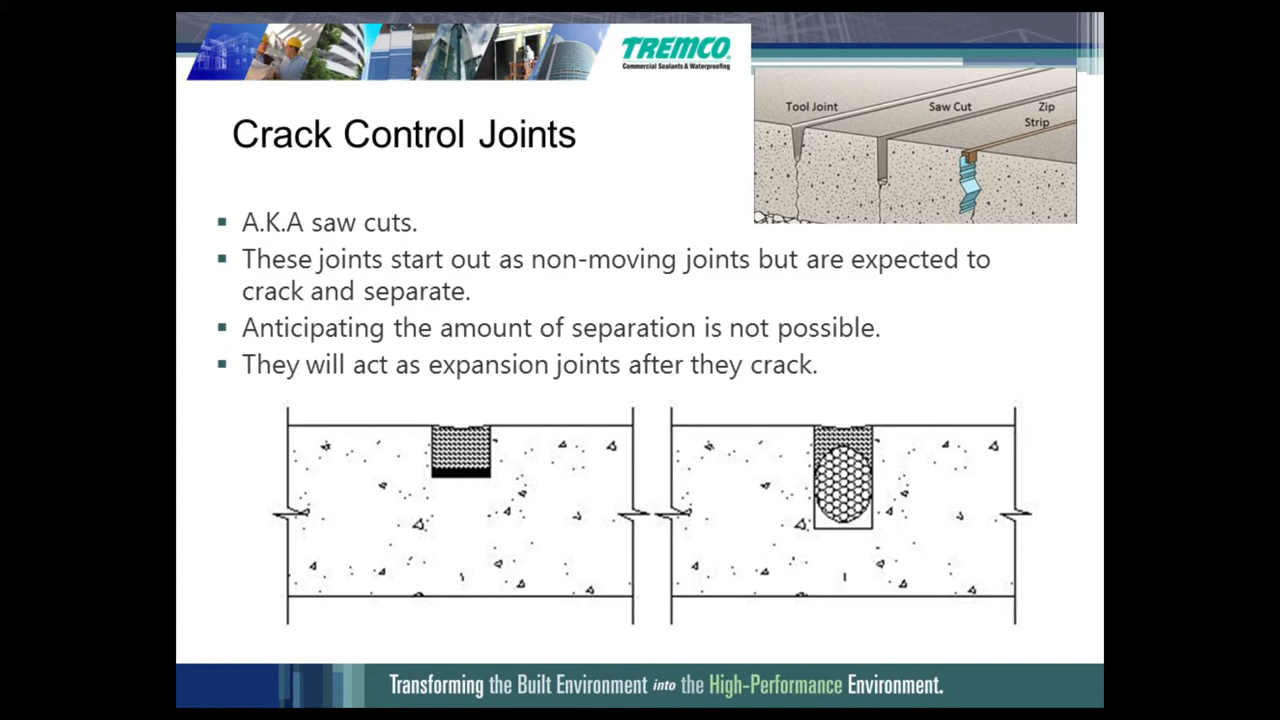 TREMCO
Commercial Sealants & Waterproofing
Tool Joint
Saw Cut
Zip
Strip
Crack Control Joints
A.K.A saw cuts.
These joints start out as non-moving joints but are expected to
crack and separate.
Anticipating the amount of separation is not possible.
They will act as expansion joints after they crack.
Transforming the Built Environment into the High-Performance Environment.